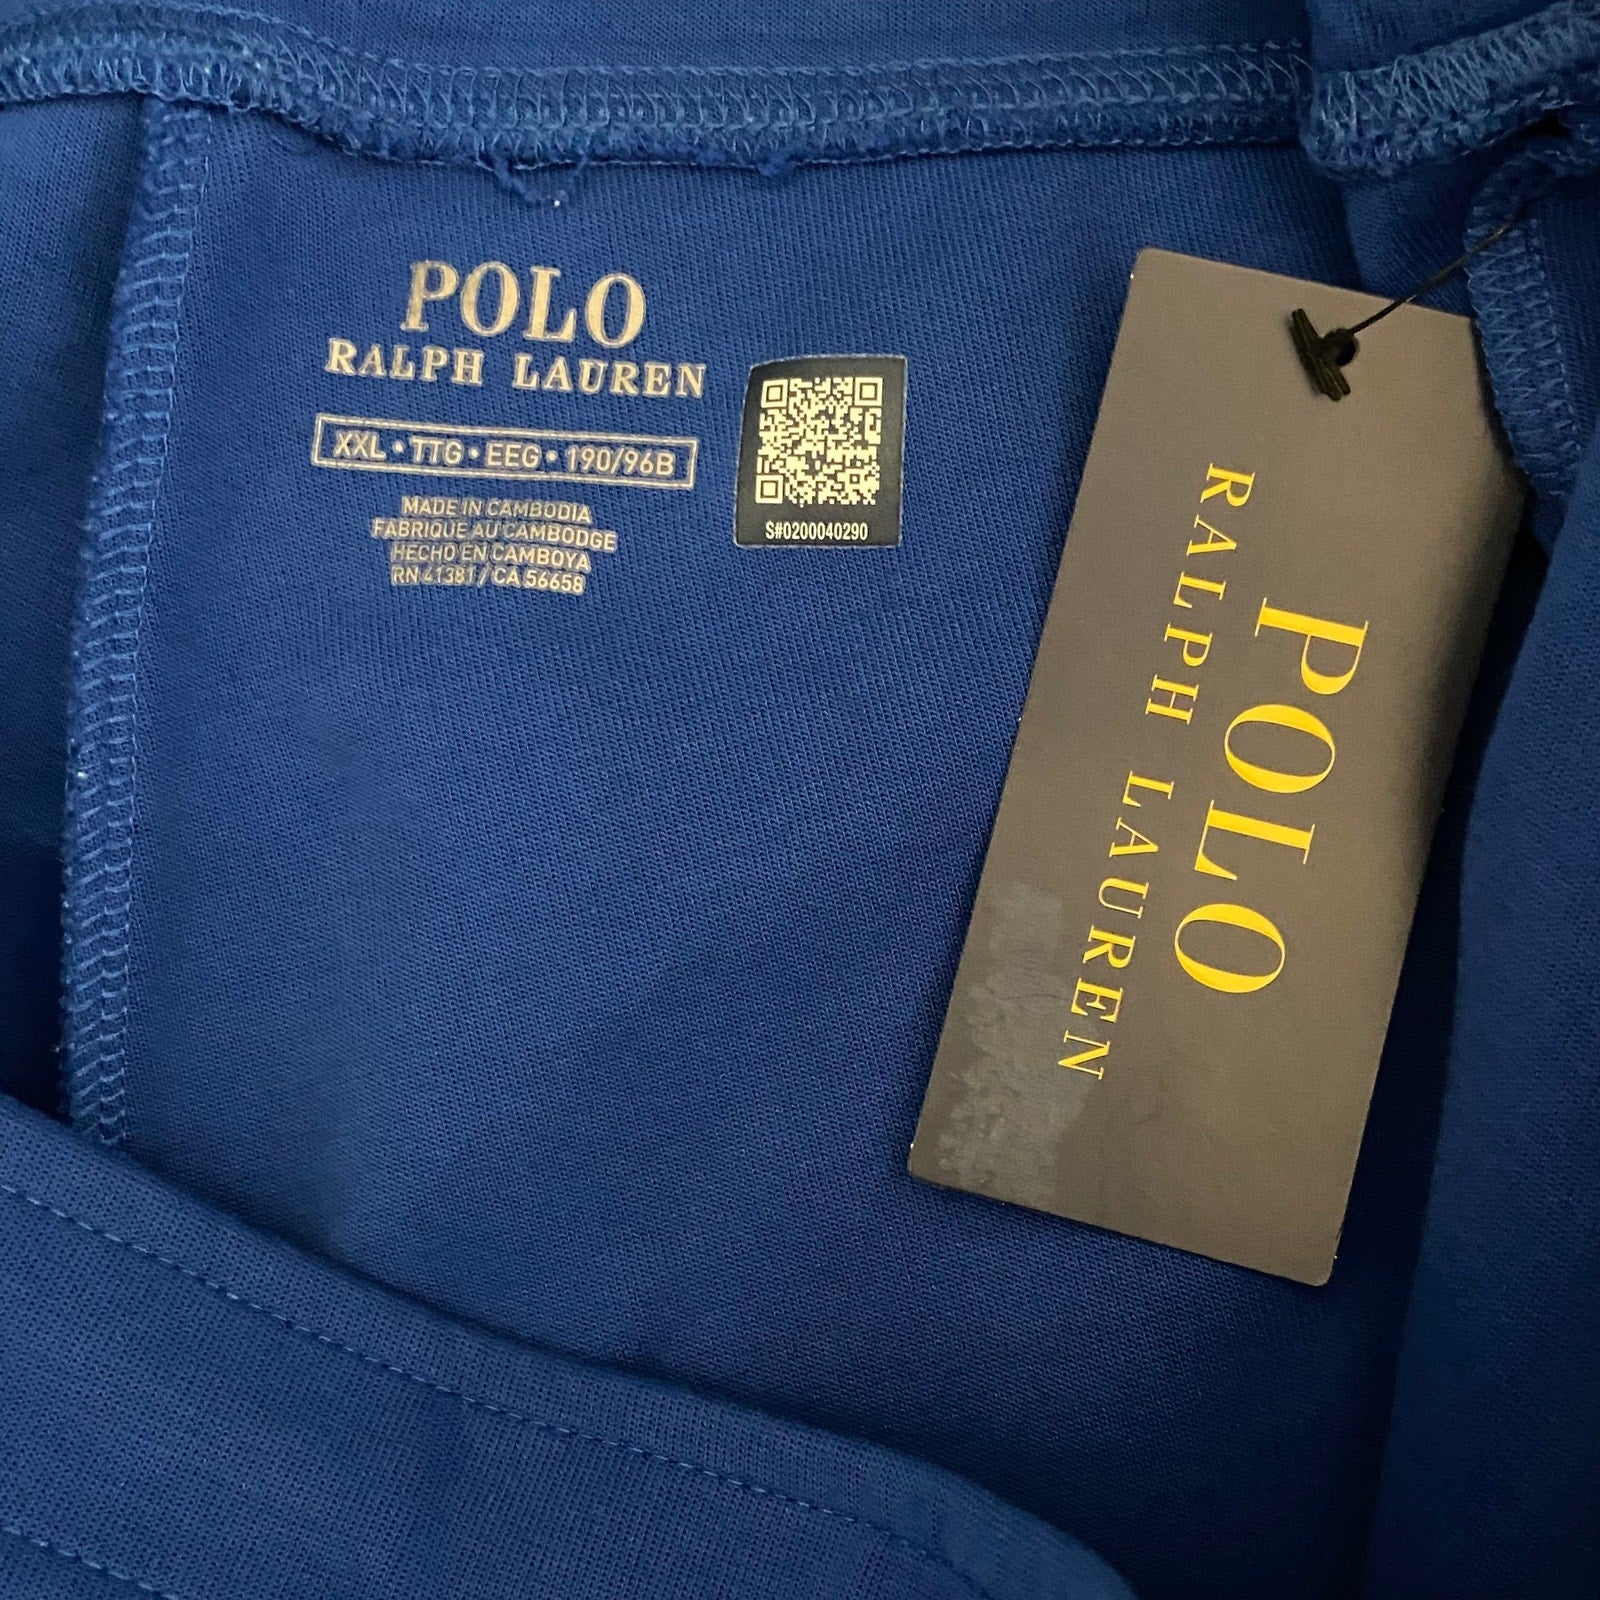 POLO
RALPH LAUREN
XXL • TTG • EEG • 190/96B
MADE IN CAMBODIA
FABRIQUE AU CAMBODGE
HECHO EN CAMBOYA
RN 41381 / CA 56658
S#0200040290
POLO
RALPH LAUREN